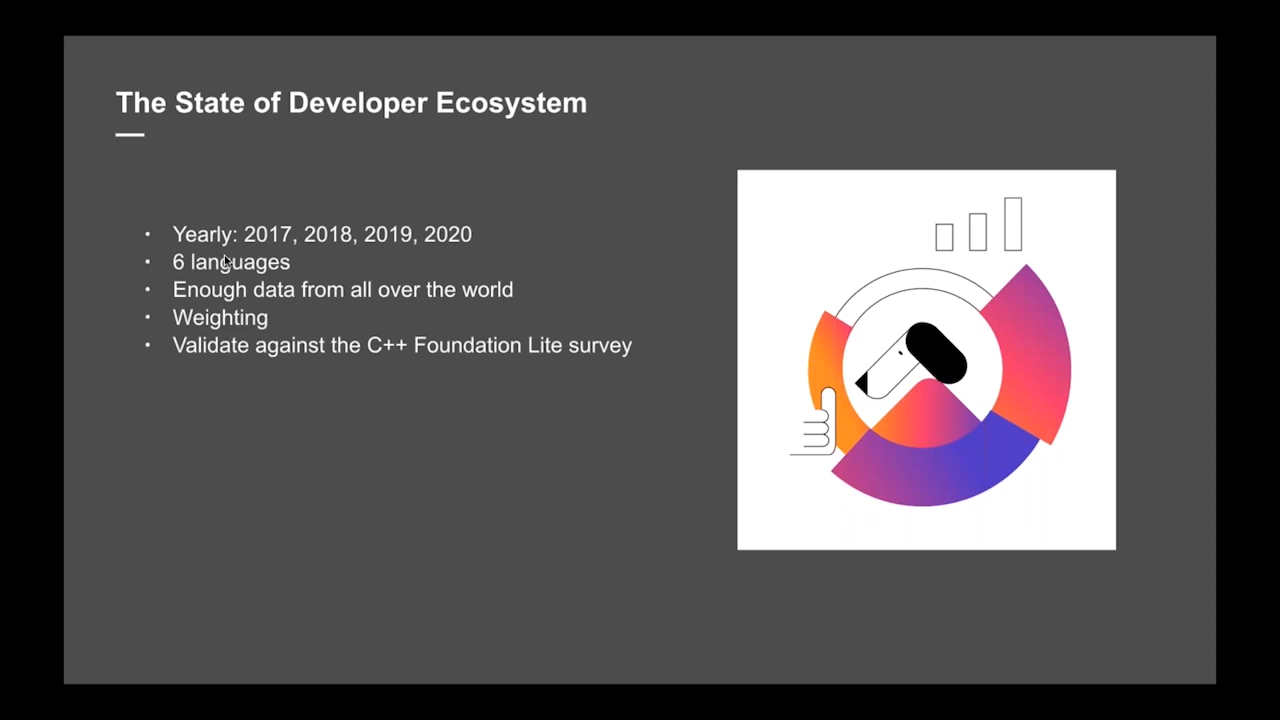 The State of Developer Ecosystem
• Yearly: 2017, 2018, 2019, 2020
• 6 languages
• Enough data from all over the world
• Weighting
• Validate against the C++ Foundation Lite survey